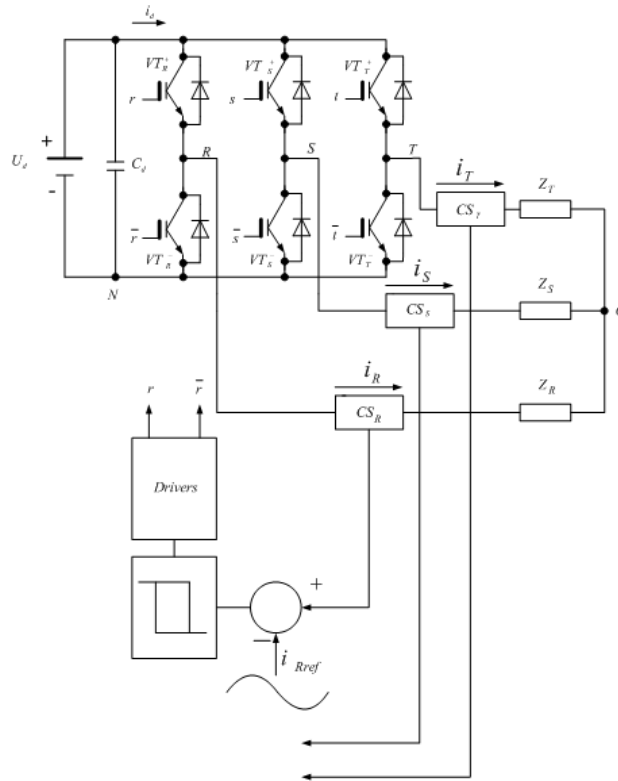 i_d
VT_R^+ VT_S^+ VT_T^+
r s t
+ U_d - C_d
R S T
r̅ s̅ t̅
VT_R^- VT_S^- VT_T^-
N
i_T
CS_T Z_T
i_S
CS_S Z_S
i_R
CS_R Z_R
r r̅
Drivers
+
−
i_Rref